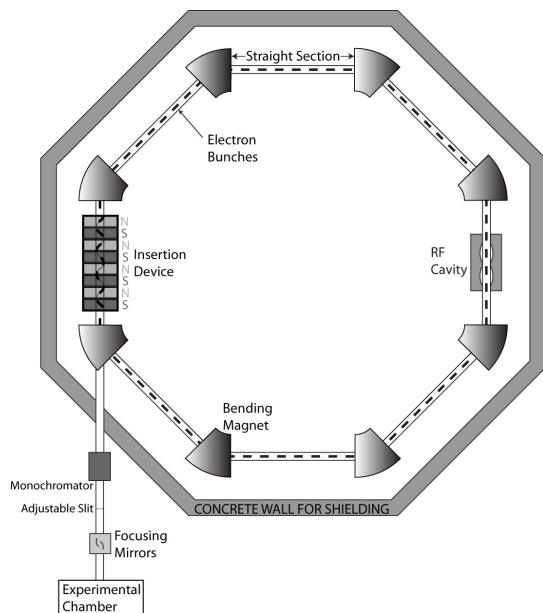 Straight Section
Electron
Bunches
N
S
N
S
N
S
N
S
Insertion
Device
RF
Cavity
Bending
Magnet
Monochromator
Adjustable Slit
CONCRETE WALL FOR SHIELDING
Focusing
Mirrors
Experimental
Chamber